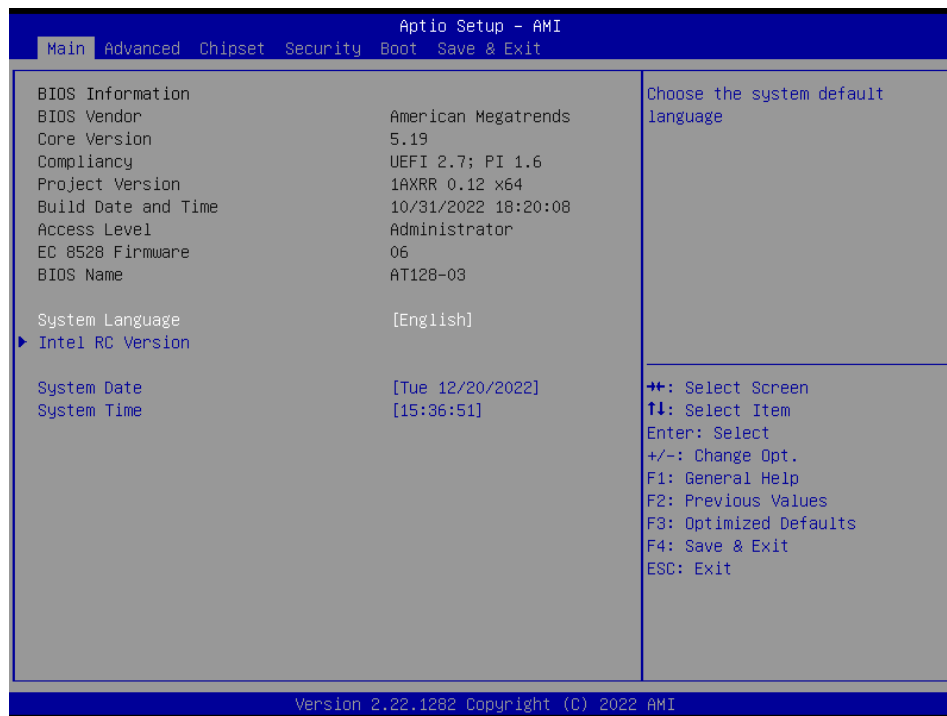 Aptio Setup - AMI
Main Advanced Chipset Security Boot Save & Exit
BIOS Information
BIOS Vendor American Megatrends
Core Version 5.19
Compliancy UEFI 2.7; PI 1.6
Project Version 1AXRR 0.12 x64
Build Date and Time 10/31/2022 18:20:08
Access Level Administrator
EC 8528 Firmware 06
BIOS Name AT128-03
System Language [English]
Intel RC Version
System Date [Tue 12/20/2022]
System Time [15:36:51]
Choose the system default
language
→←: Select Screen
↑↓: Select Item
Enter: Select
+/-: Change Opt.
F1: General Help
F2: Previous Values
F3: Optimized Defaults
F4: Save & Exit
ESC: Exit
Version 2.22.1282 Copyright (C) 2022 AMI